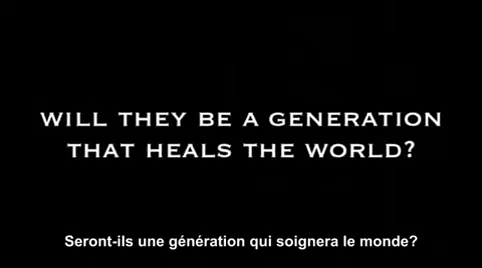 WILL THEY BE A GENERATION
THAT HEALS THE WORLD?
Seront-ils une génération qui soignera le monde?